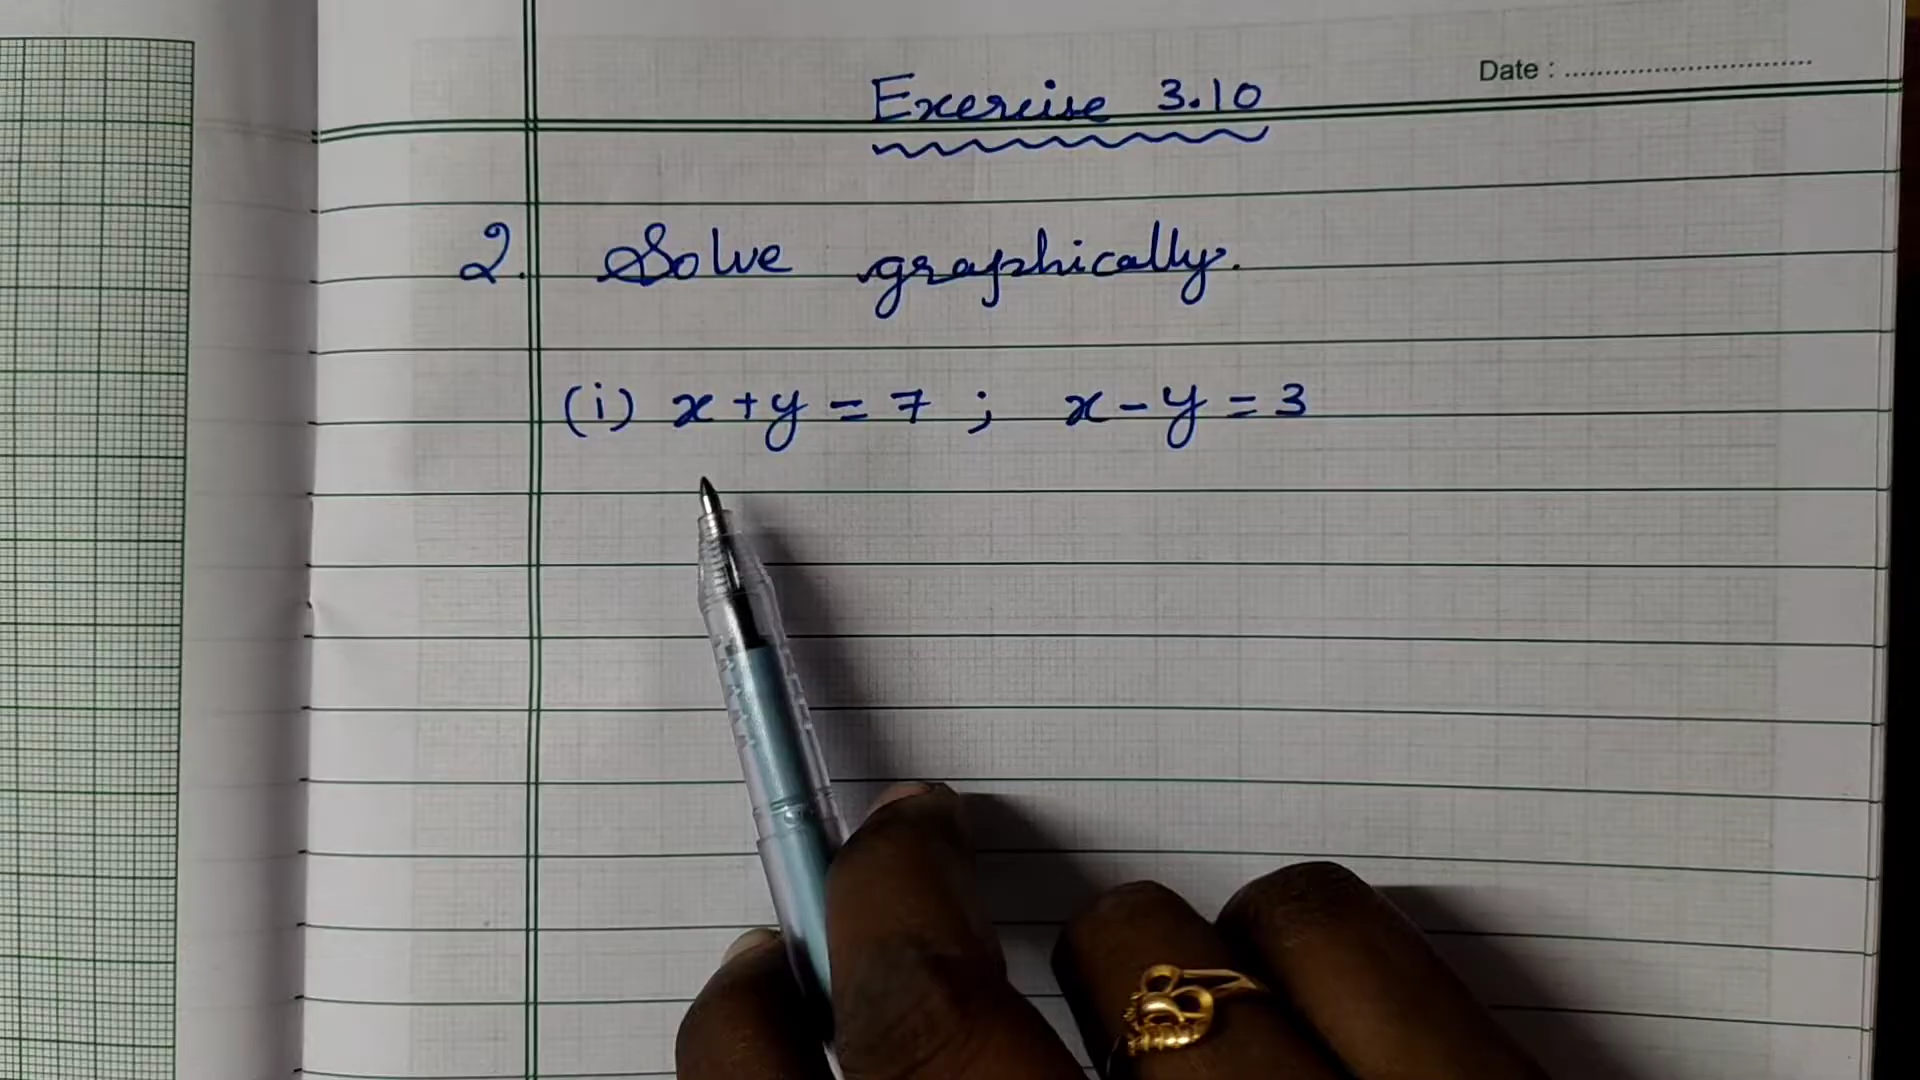 Date : ..............................
Exercise 3.10
2. Solve graphically.
(i) x + y = 7 ; x - y = 3